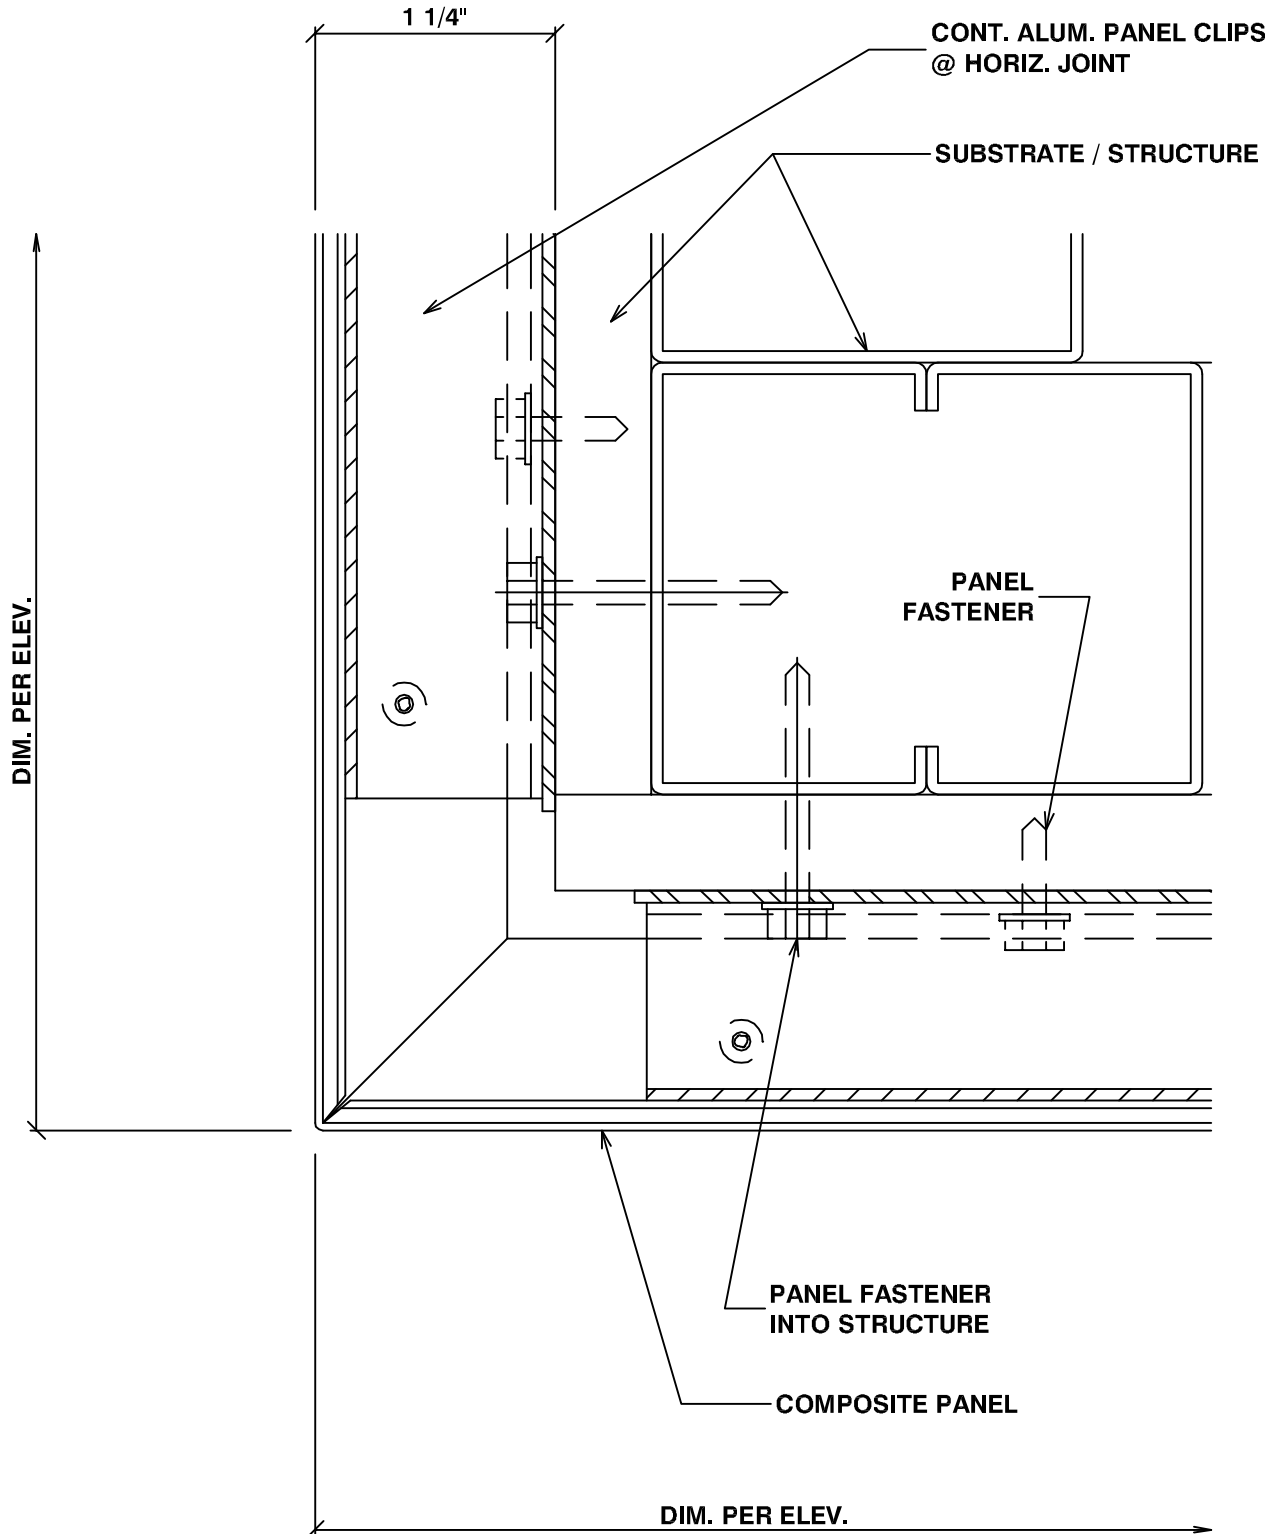 1 1/4"
CONT. ALUM. PANEL CLIPS
@ HORIZ. JOINT
SUBSTRATE / STRUCTURE
PANEL
FASTENER
DIM. PER ELEV.
PANEL FASTENER
INTO STRUCTURE
COMPOSITE PANEL
DIM. PER ELEV.